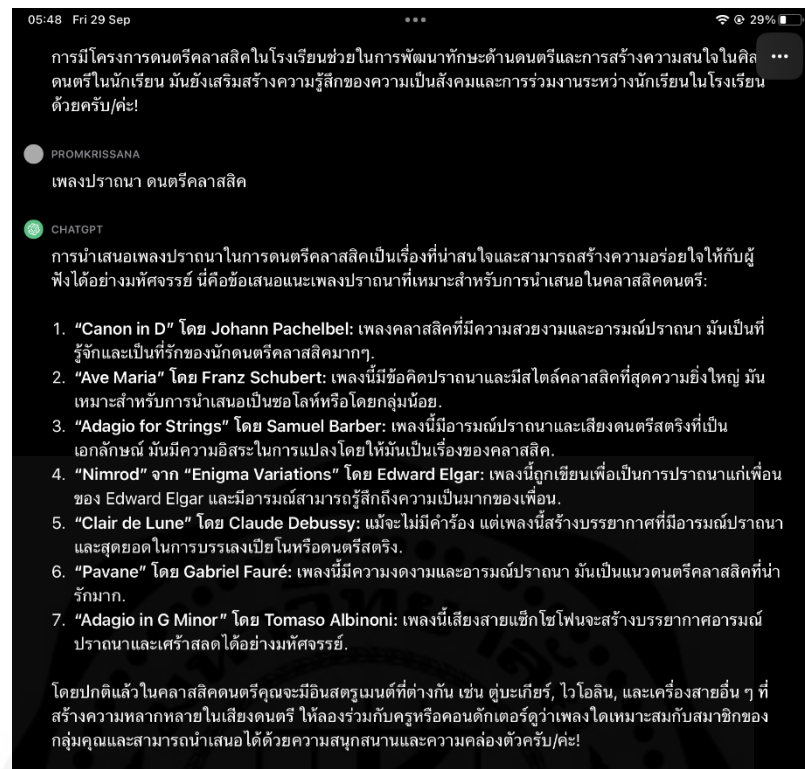 05:48 Fri 29 Sep
29%
การมีโครงการดนตรีคลาสสิคในโรงเรียนช่วยในการพัฒนาทักษะด้านดนตรีและการสร้างความสนใจในศิล
ดนตรีในนักเรียน มันยังเสริมสร้างความรู้สึกของความเป็นสังคมและการร่วมงานระหว่างนักเรียนในโรงเรียน
ด้วยครับ/ค่ะ!
PROMKRISSANA
เพลงปราถนา ดนตรีคลาสสิค
CHATGPT
การนำเสนอเพลงปราถนาในการดนตรีคลาสสิคเป็นเรื่องที่น่าสนใจและสามารถสร้างความอร่อยใจให้กับผู้
ฟังได้อย่างมหัศจรรย์ นี่คือข้อเสนอแนะเพลงปราถนาที่เหมาะสำหรับการนำเสนอในคลาสสิคดนตรี:
1. “Canon in D” โดย Johann Pachelbel: เพลงคลาสสิคที่มีความสวยงามและอารมณ์ปราถนา มันเป็นที่
รู้จักและเป็นที่รักของนักดนตรีคลาสสิคมากๆ.
2. “Ave Maria” โดย Franz Schubert: เพลงนี้มีข้อคิดปราถนาและมีสไตล์คลาสสิคที่สุดความยิ่งใหญ่ มัน
เหมาะสำหรับการนำเสนอเป็นซอโลห์หรือโดยกลุ่มน้อย.
3. “Adagio for Strings” โดย Samuel Barber: เพลงนี้มีอารมณ์ปราถนาและเสียงดนตรีสตริงที่เป็น
เอกลักษณ์ มันมีความอิสระในการแปลงโดยให้มันเป็นเรื่องของคลาสสิค.
4. “Nimrod” จาก “Enigma Variations” โดย Edward Elgar: เพลงนี้ถูกเขียนเพื่อเป็นการปราถนาแก่เพื่อน
ของ Edward Elgar และมีอารมณ์สามารถรู้สึกถึงความเป็นมากของเพื่อน.
5. “Clair de Lune” โดย Claude Debussy: แม้จะไม่มีคำร้อง แต่เพลงนี้สร้างบรรยากาศที่มีอารมณ์ปราถนา
และสุดยอดในการบรรเลงเปียโนหรือดนตรีสตริง.
6. “Pavane” โดย Gabriel Fauré: เพลงนี้มีความงดงามและอารมณ์ปราถนา มันเป็นแนวดนตรีคลาสสิคที่น่า
รักมาก.
7. “Adagio in G Minor” โดย Tomaso Albinoni: เพลงนี้เสียงสายแซ็กโซโฟนจะสร้างบรรยากาศอารมณ์
ปราถนาและเศร้าสลดได้อย่างมหัศจรรย์.
โดยปกติแล้วในคลาสสิคดนตรีคุณจะมีอินสตรูเมนต์ที่ต่างกัน เช่น ตู่บะเกียร์, ไวโอลิน, และเครื่องสายอื่น ๆ ที่
สร้างความหลากหลายในเสียงดนตรี ให้ลองร่วมกับครูหรือคอนดักเตอร์ดูว่าเพลงใดเหมาะสมกับสมาชิกของ
กลุ่มคุณและสามารถนำเสนอได้ด้วยความสนุกสนานและความคล่องตัวครับ/ค่ะ!